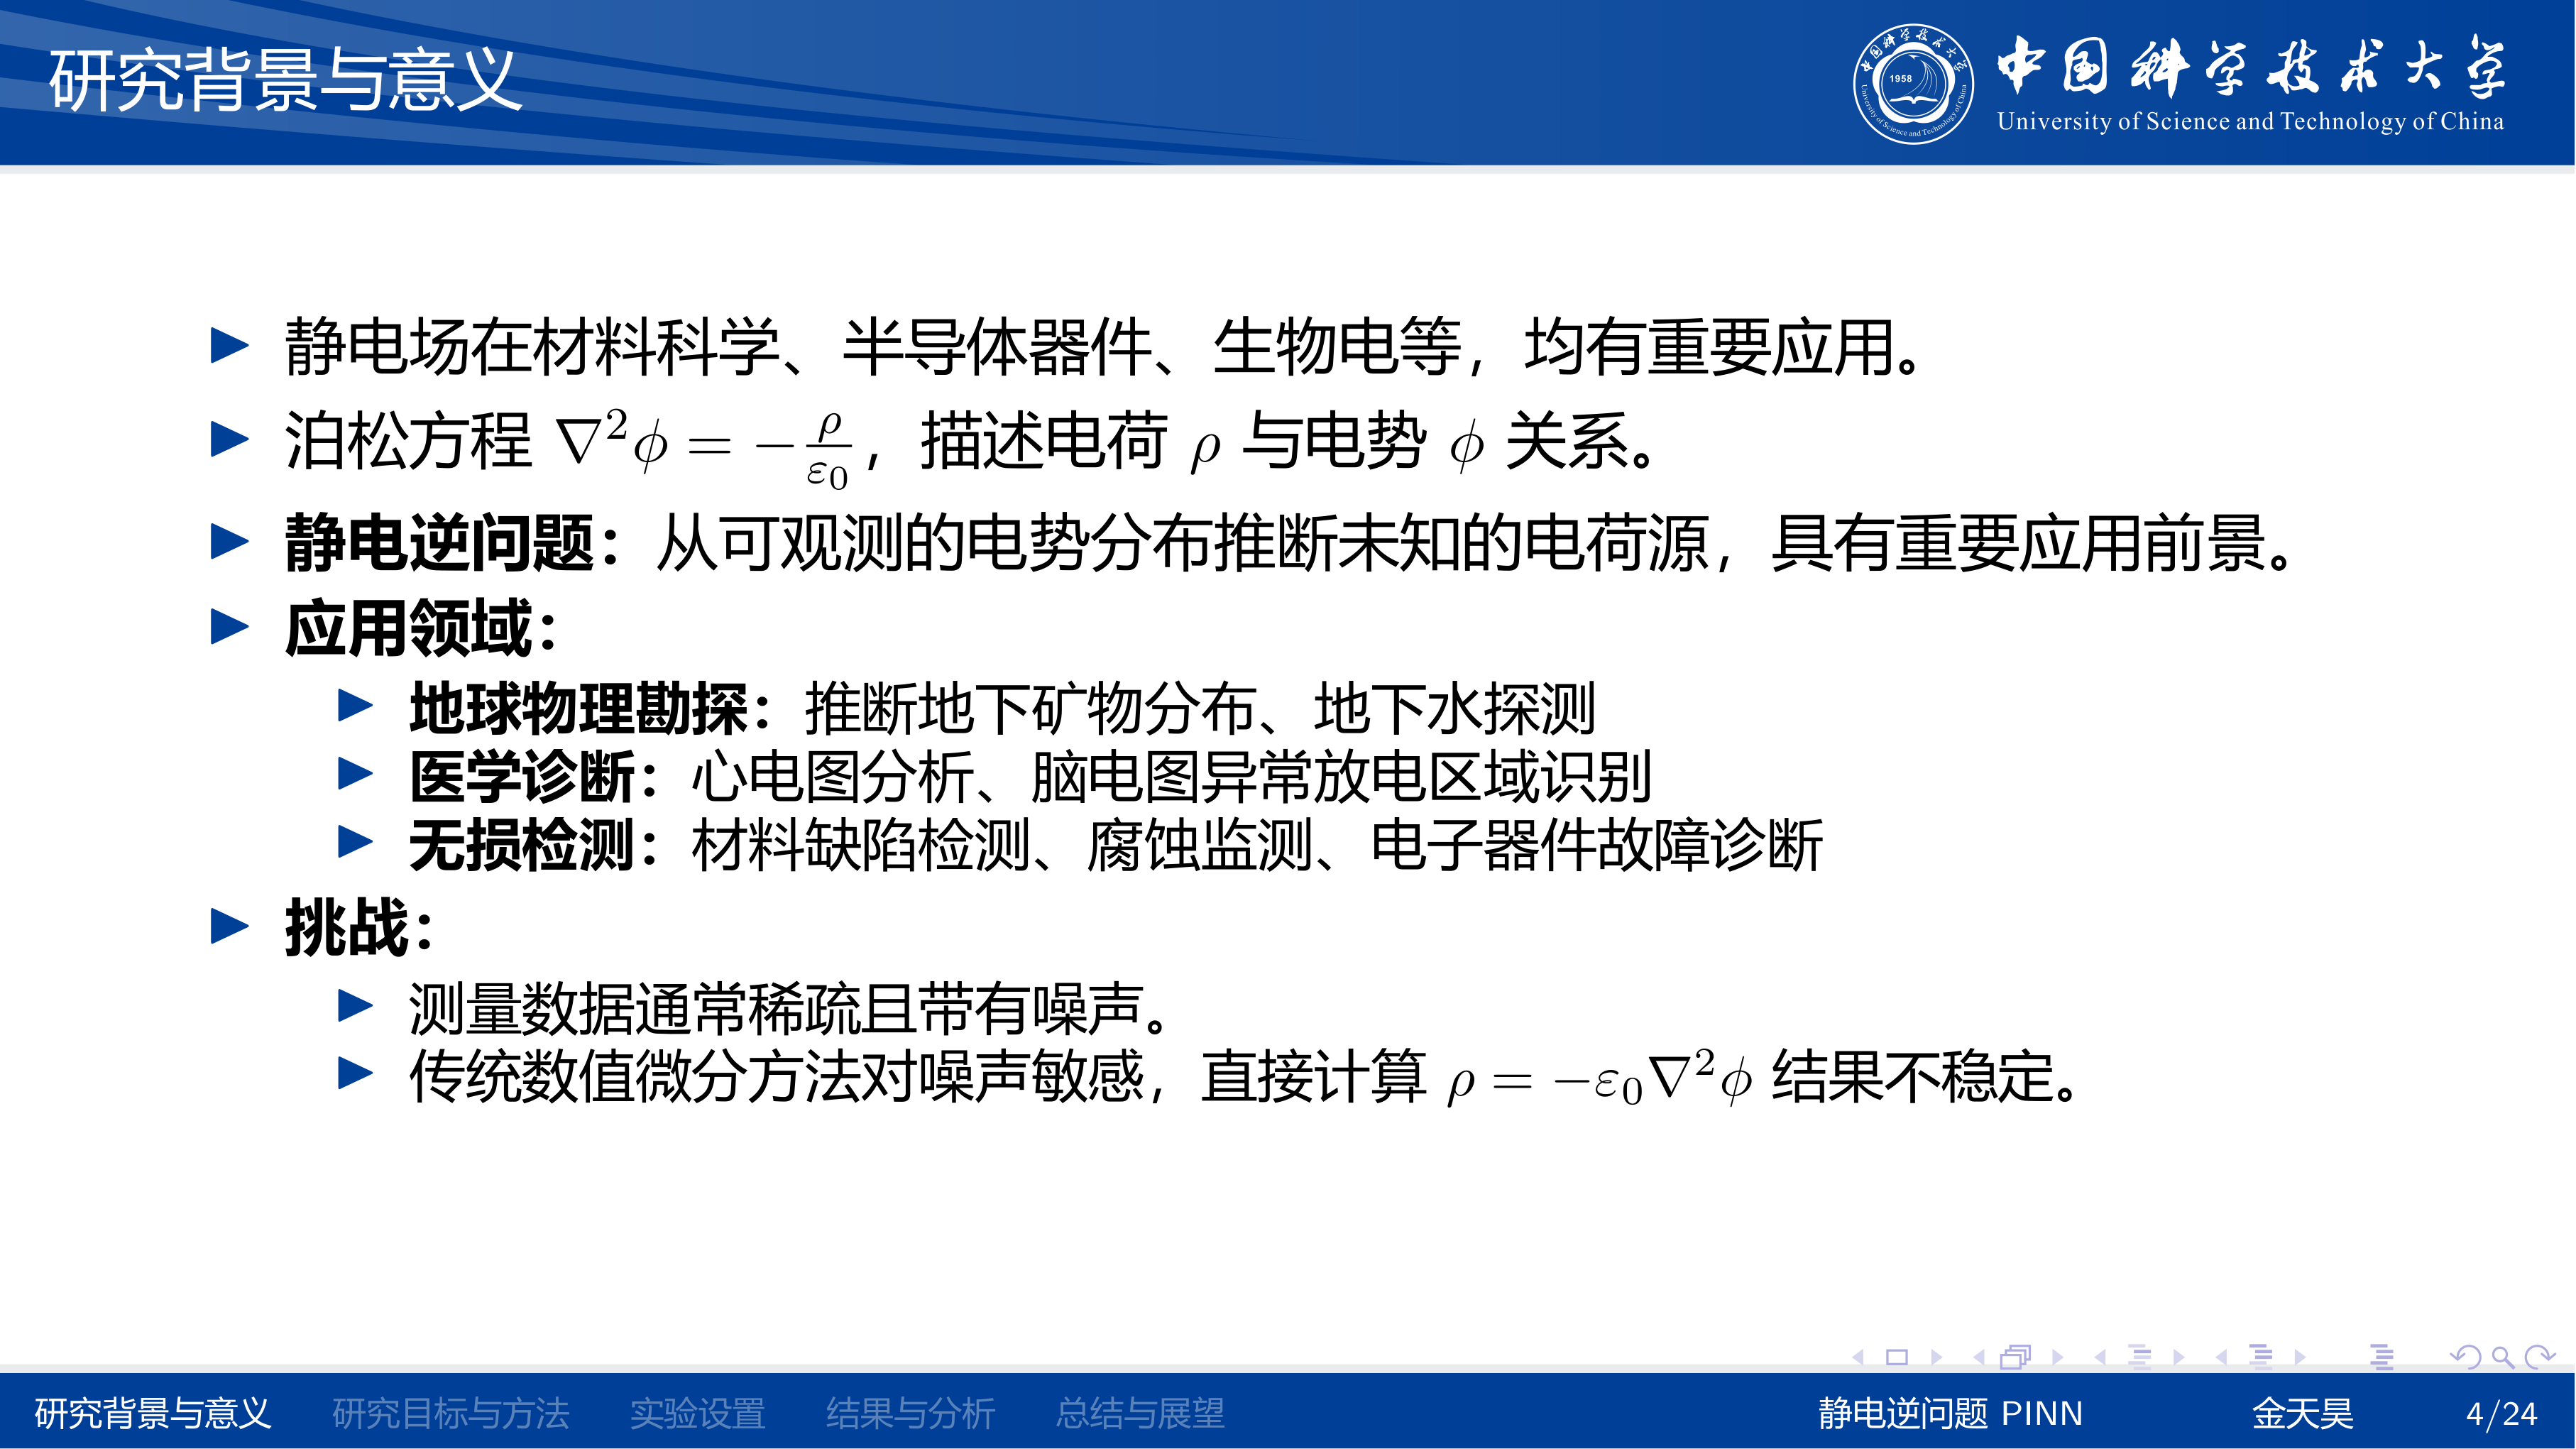 研究背景与意义
中国科学技术大学
University of Science and Technology of China
1958
静电场在材料科学、半导体器件、生物电等，均有重要应用。
泊松方程 ∇²ϕ = −ρ/ε₀，描述电荷 ρ 与电势 ϕ 关系。
静电逆问题：从可观测的电势分布推断未知的电荷源，具有重要应用前景。
应用领域：
地球物理勘探：推断地下矿物分布、地下水探测
医学诊断：心电图分析、脑电图异常放电区域识别
无损检测：材料缺陷检测、腐蚀监测、电子器件故障诊断
挑战：
测量数据通常稀疏且带有噪声。
传统数值微分方法对噪声敏感，直接计算 ρ = −ε₀∇²ϕ 结果不稳定。
研究背景与意义 研究目标与方法 实验设置 结果与分析 总结与展望 静电逆问题 PINN 金天昊 4/24